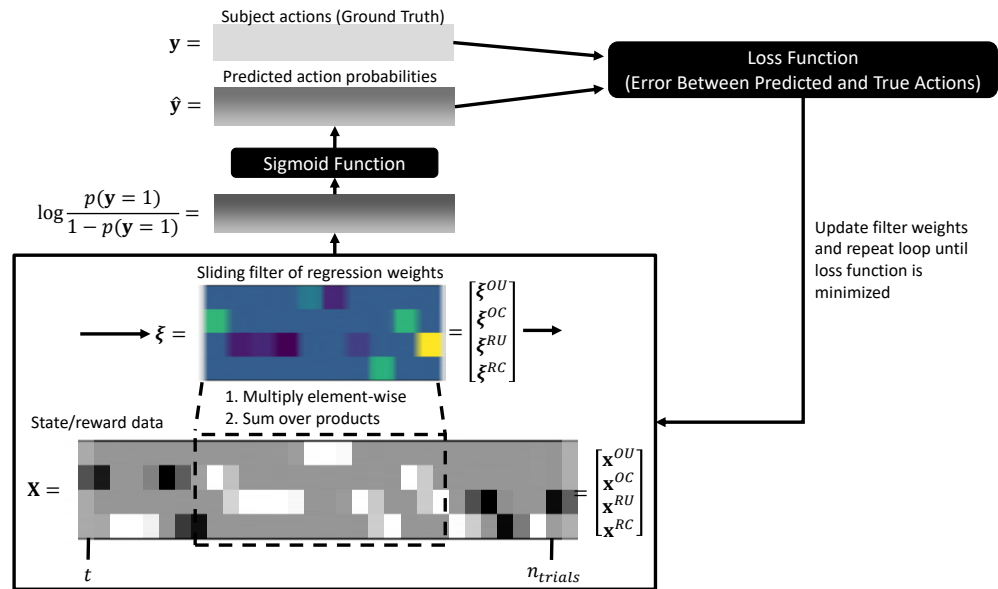 Subject actions (Ground Truth)
𝐲 =
Predicted action probabilities
𝐲̂ =
Loss Function
(Error Between Predicted and True Actions)
Sigmoid Function
log p(𝐲 = 1) / 1 − p(𝐲 = 1) =
Update filter weights
and repeat loop until
loss function is
minimized
Sliding filter of regression weights
𝝃 =
= [𝝃^OU
𝝃^OC
𝝃^RU
𝝃^RC]
1. Multiply element-wise
2. Sum over products
State/reward data
𝐗 =
= [𝐱^OU
𝐱^OC
𝐱^RU
𝐱^RC]
t
n_trials